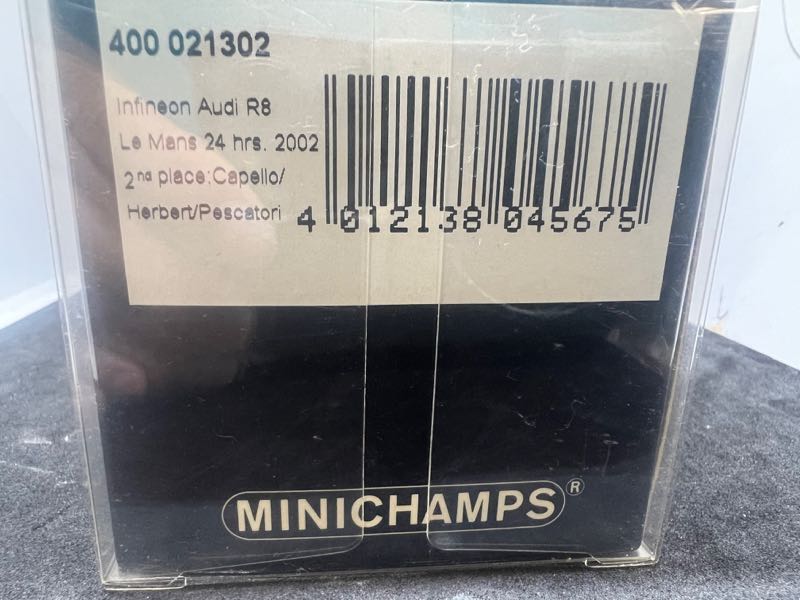 400 021302
Infineon Audi R8
Le Mans 24 hrs. 2002
2nd place:Capello/
Herbert/Pescatori
4 012138 045675
MINICHAMPS®